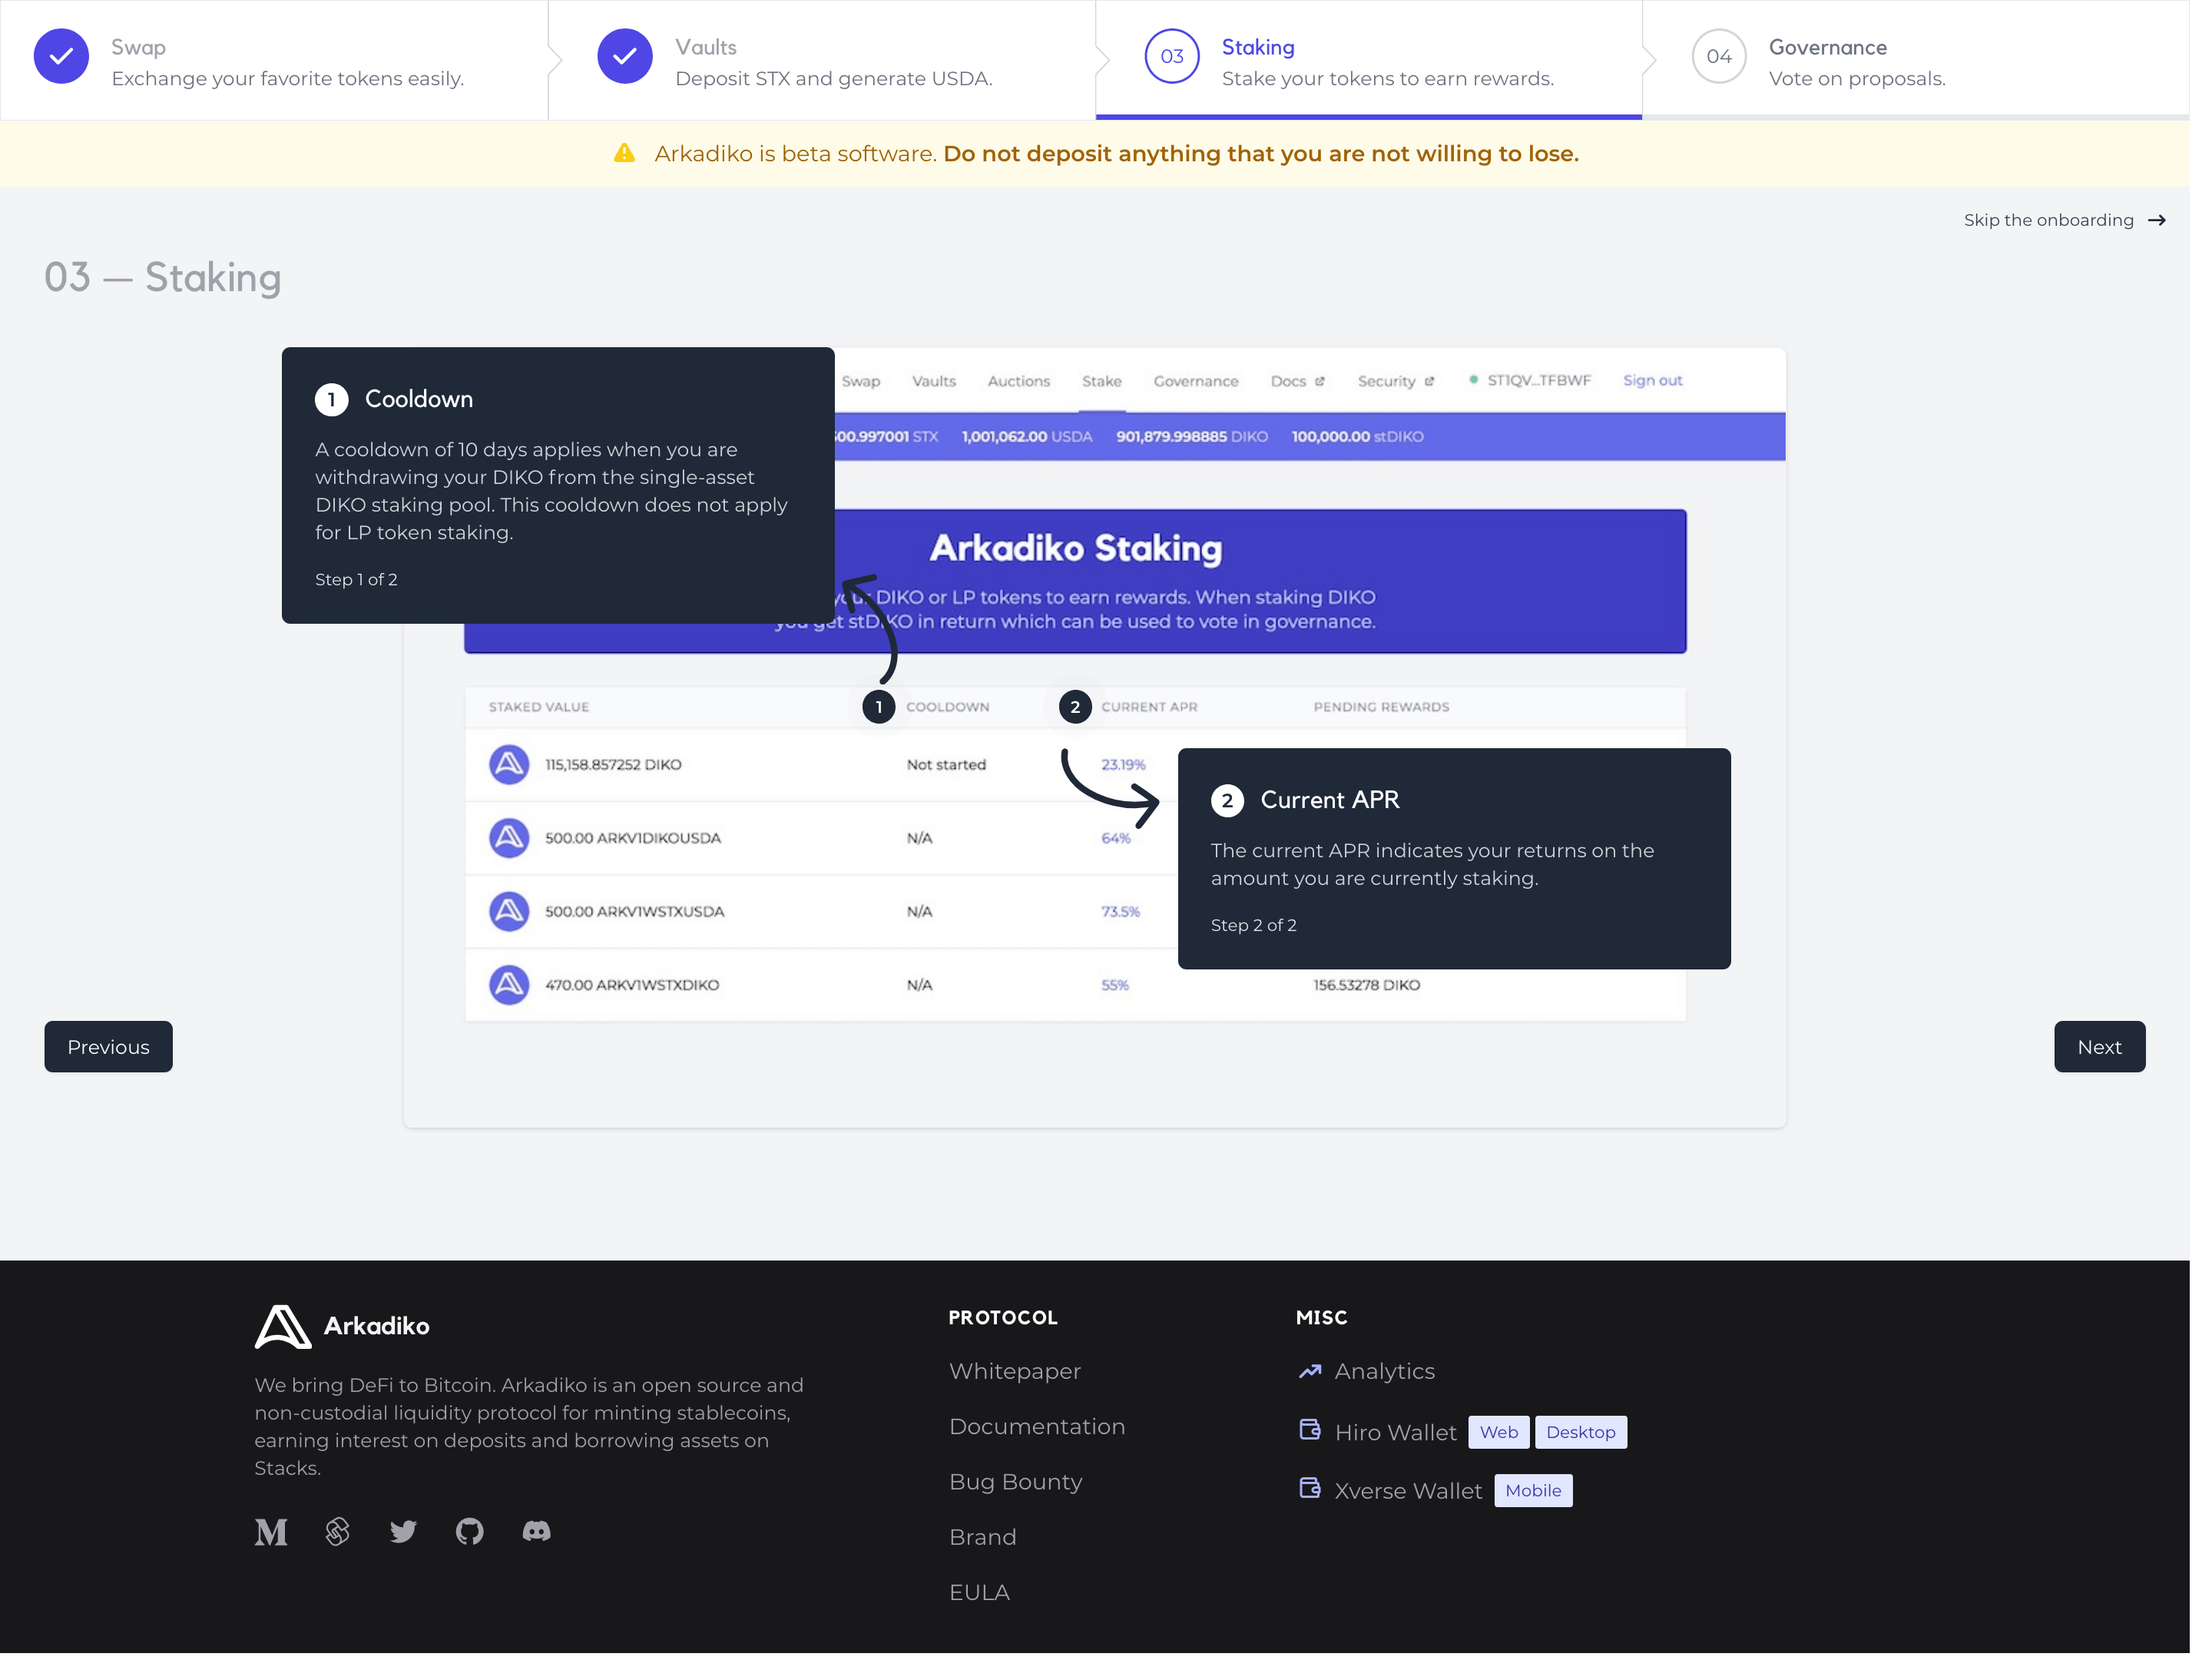 Swap
Exchange your favorite tokens easily.
Vaults
Deposit STX and generate USDA.
03
Staking
Stake your tokens to earn rewards.
04
Governance
Vote on proposals.
Arkadiko is beta software. Do not deposit anything that you are not willing to lose.
Skip the onboarding
03 — Staking
1 Cooldown
A cooldown of 10 days applies when you are
withdrawing your DIKO from the single-asset
DIKO staking pool. This cooldown does not apply
for LP token staking.
Step 1 of 2
Swap Vaults Auctions Stake Governance Docs Security ST1QV...TFBWF Sign out
00.997001 STX 1,001,062.00 USDA 901,879.998885 DIKO 100,000.00 stDIKO
Arkadiko Staking
your DIKO or LP tokens to earn rewards. When staking DIKO
you get stDIKO in return which can be used to vote in governance.
STAKED VALUE 1 COOLDOWN 2 CURRENT APR PENDING REWARDS
115,158.857252 DIKO Not started 23.19%
500.00 ARKV1DIKOUSDA N/A 64%
500.00 ARKV1WSTXUSDA N/A 73.5%
470.00 ARKV1WSTXDIKO N/A 55% 156.53278 DIKO
2 Current APR
The current APR indicates your returns on the
amount you are currently staking.
Step 2 of 2
Previous
Next
Arkadiko
We bring DeFi to Bitcoin. Arkadiko is an open source and
non-custodial liquidity protocol for minting stablecoins,
earning interest on deposits and borrowing assets on
Stacks.
PROTOCOL
Whitepaper
Documentation
Bug Bounty
Brand
EULA
MISC
Analytics
Hiro Wallet Web Desktop
Xverse Wallet Mobile